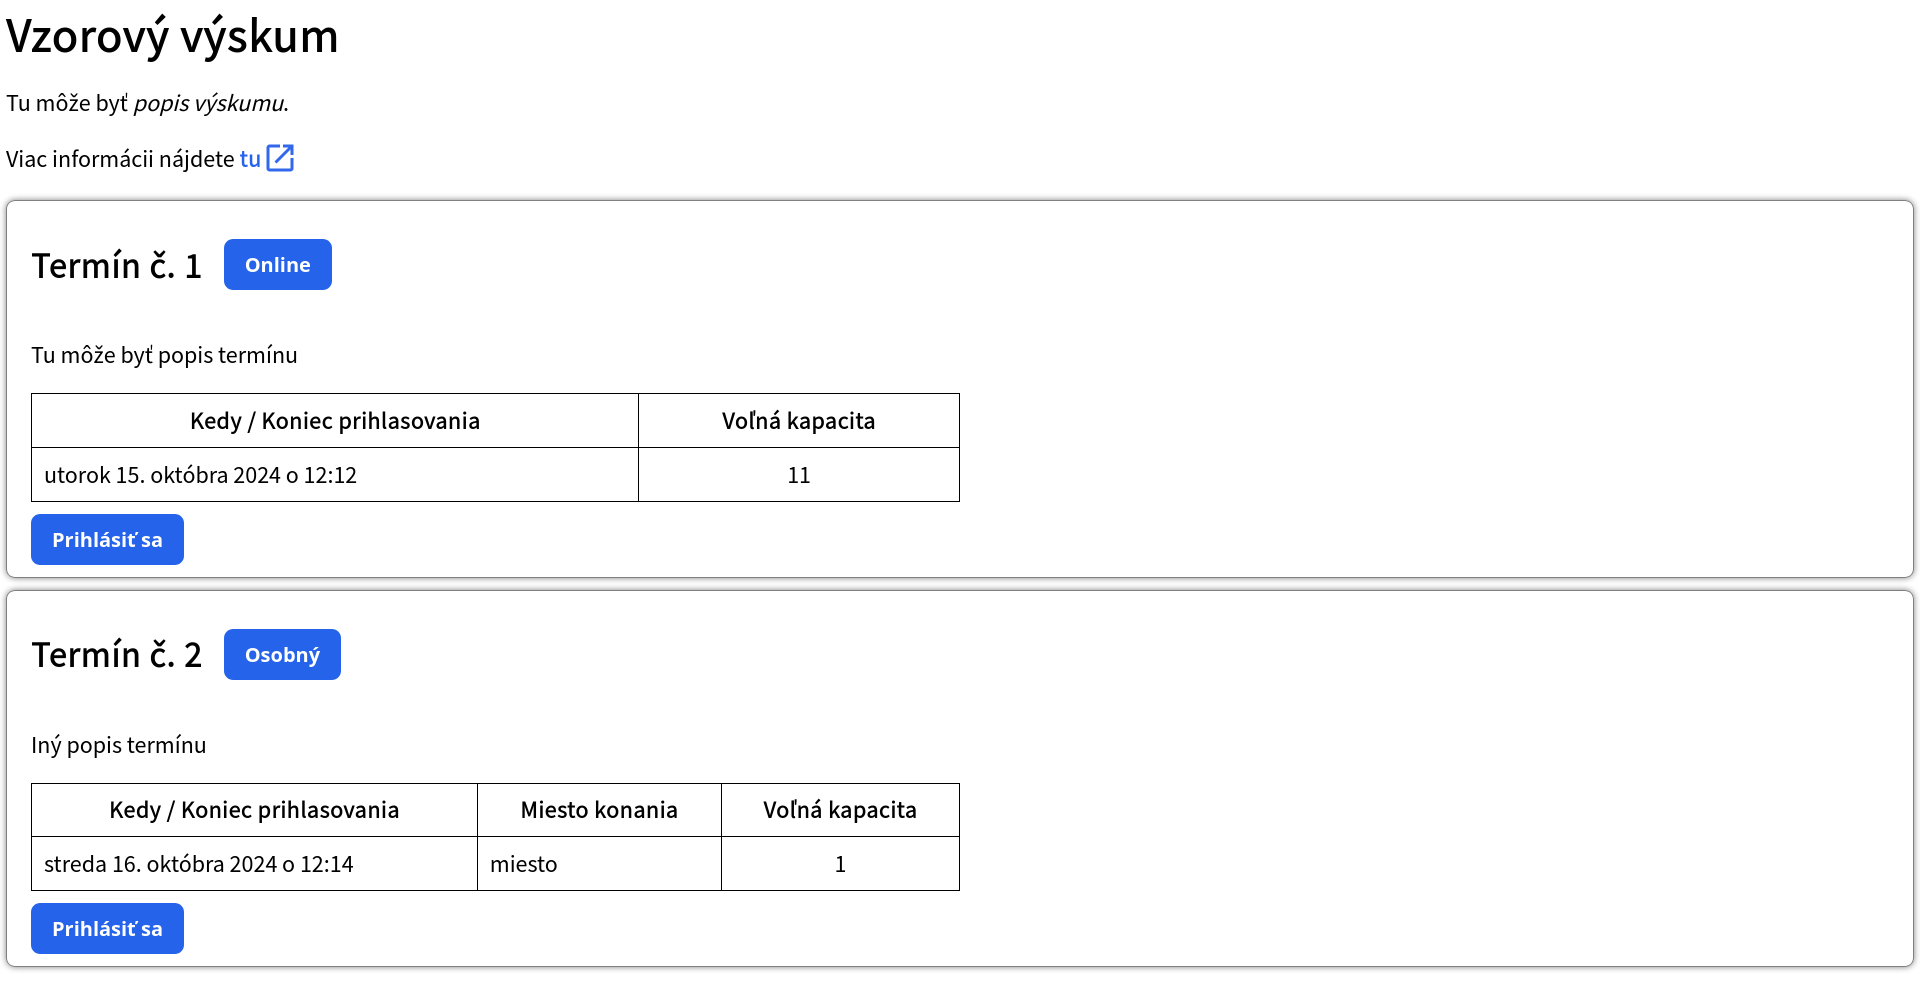 Vzorový výskum
Tu môže byť popis výskumu.
Viac informácii nájdete tu
Termín č. 1 Online
Tu môže byť popis termínu
Kedy / Koniec prihlasovania Voľná kapacita
utorok 15. októbra 2024 o 12:12 11
Prihlásiť sa
Termín č. 2 Osobný
Iný popis termínu
Kedy / Koniec prihlasovania Miesto konania Voľná kapacita
streda 16. októbra 2024 o 12:14 miesto 1
Prihlásiť sa